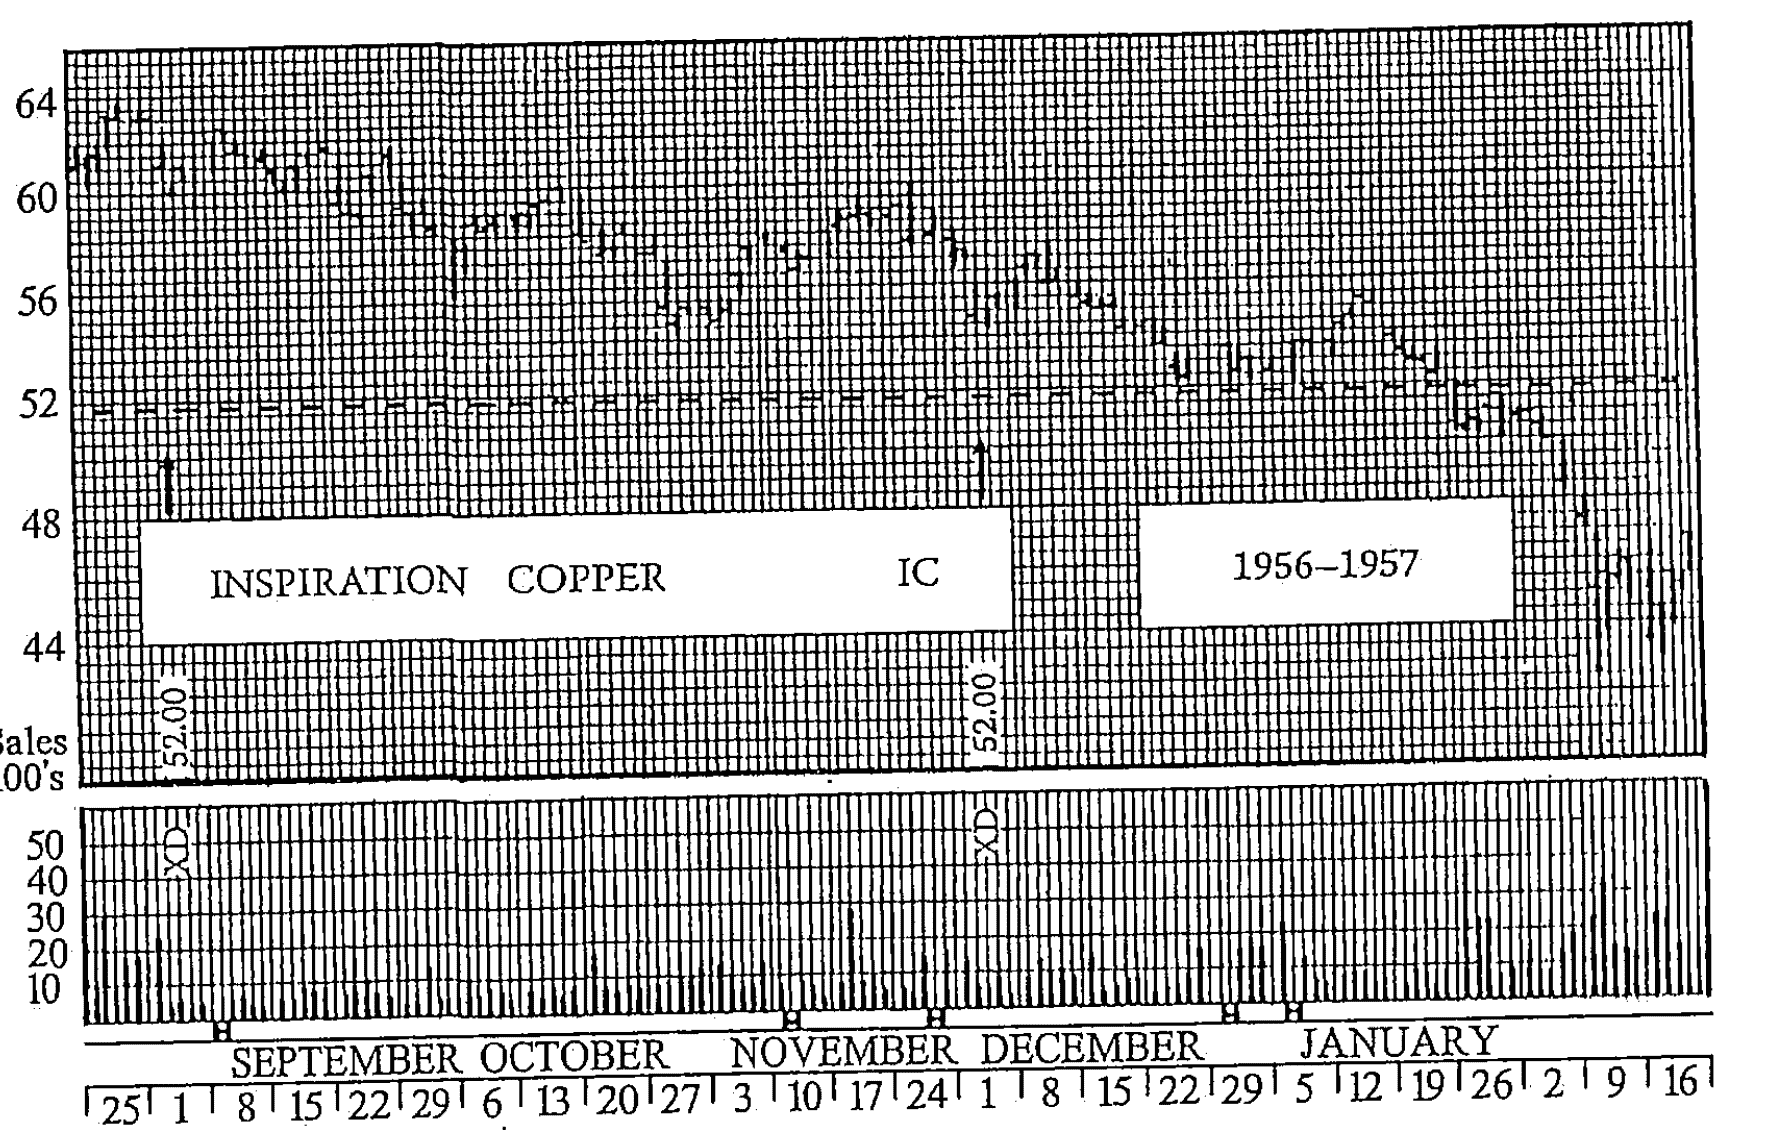 64
60
56
52
48
INSPIRATION COPPER IC
1956–1957
44
52.00
52.00
Sales
00's
XD
XD
50
40
30
20
10
H H H H H
SEPTEMBER OCTOBER NOVEMBER DECEMBER JANUARY
25 1 8 15 22 29 6 13 20 27 3 10 17 24 1 8 15 22 29 5 12 19 26 2 9 16